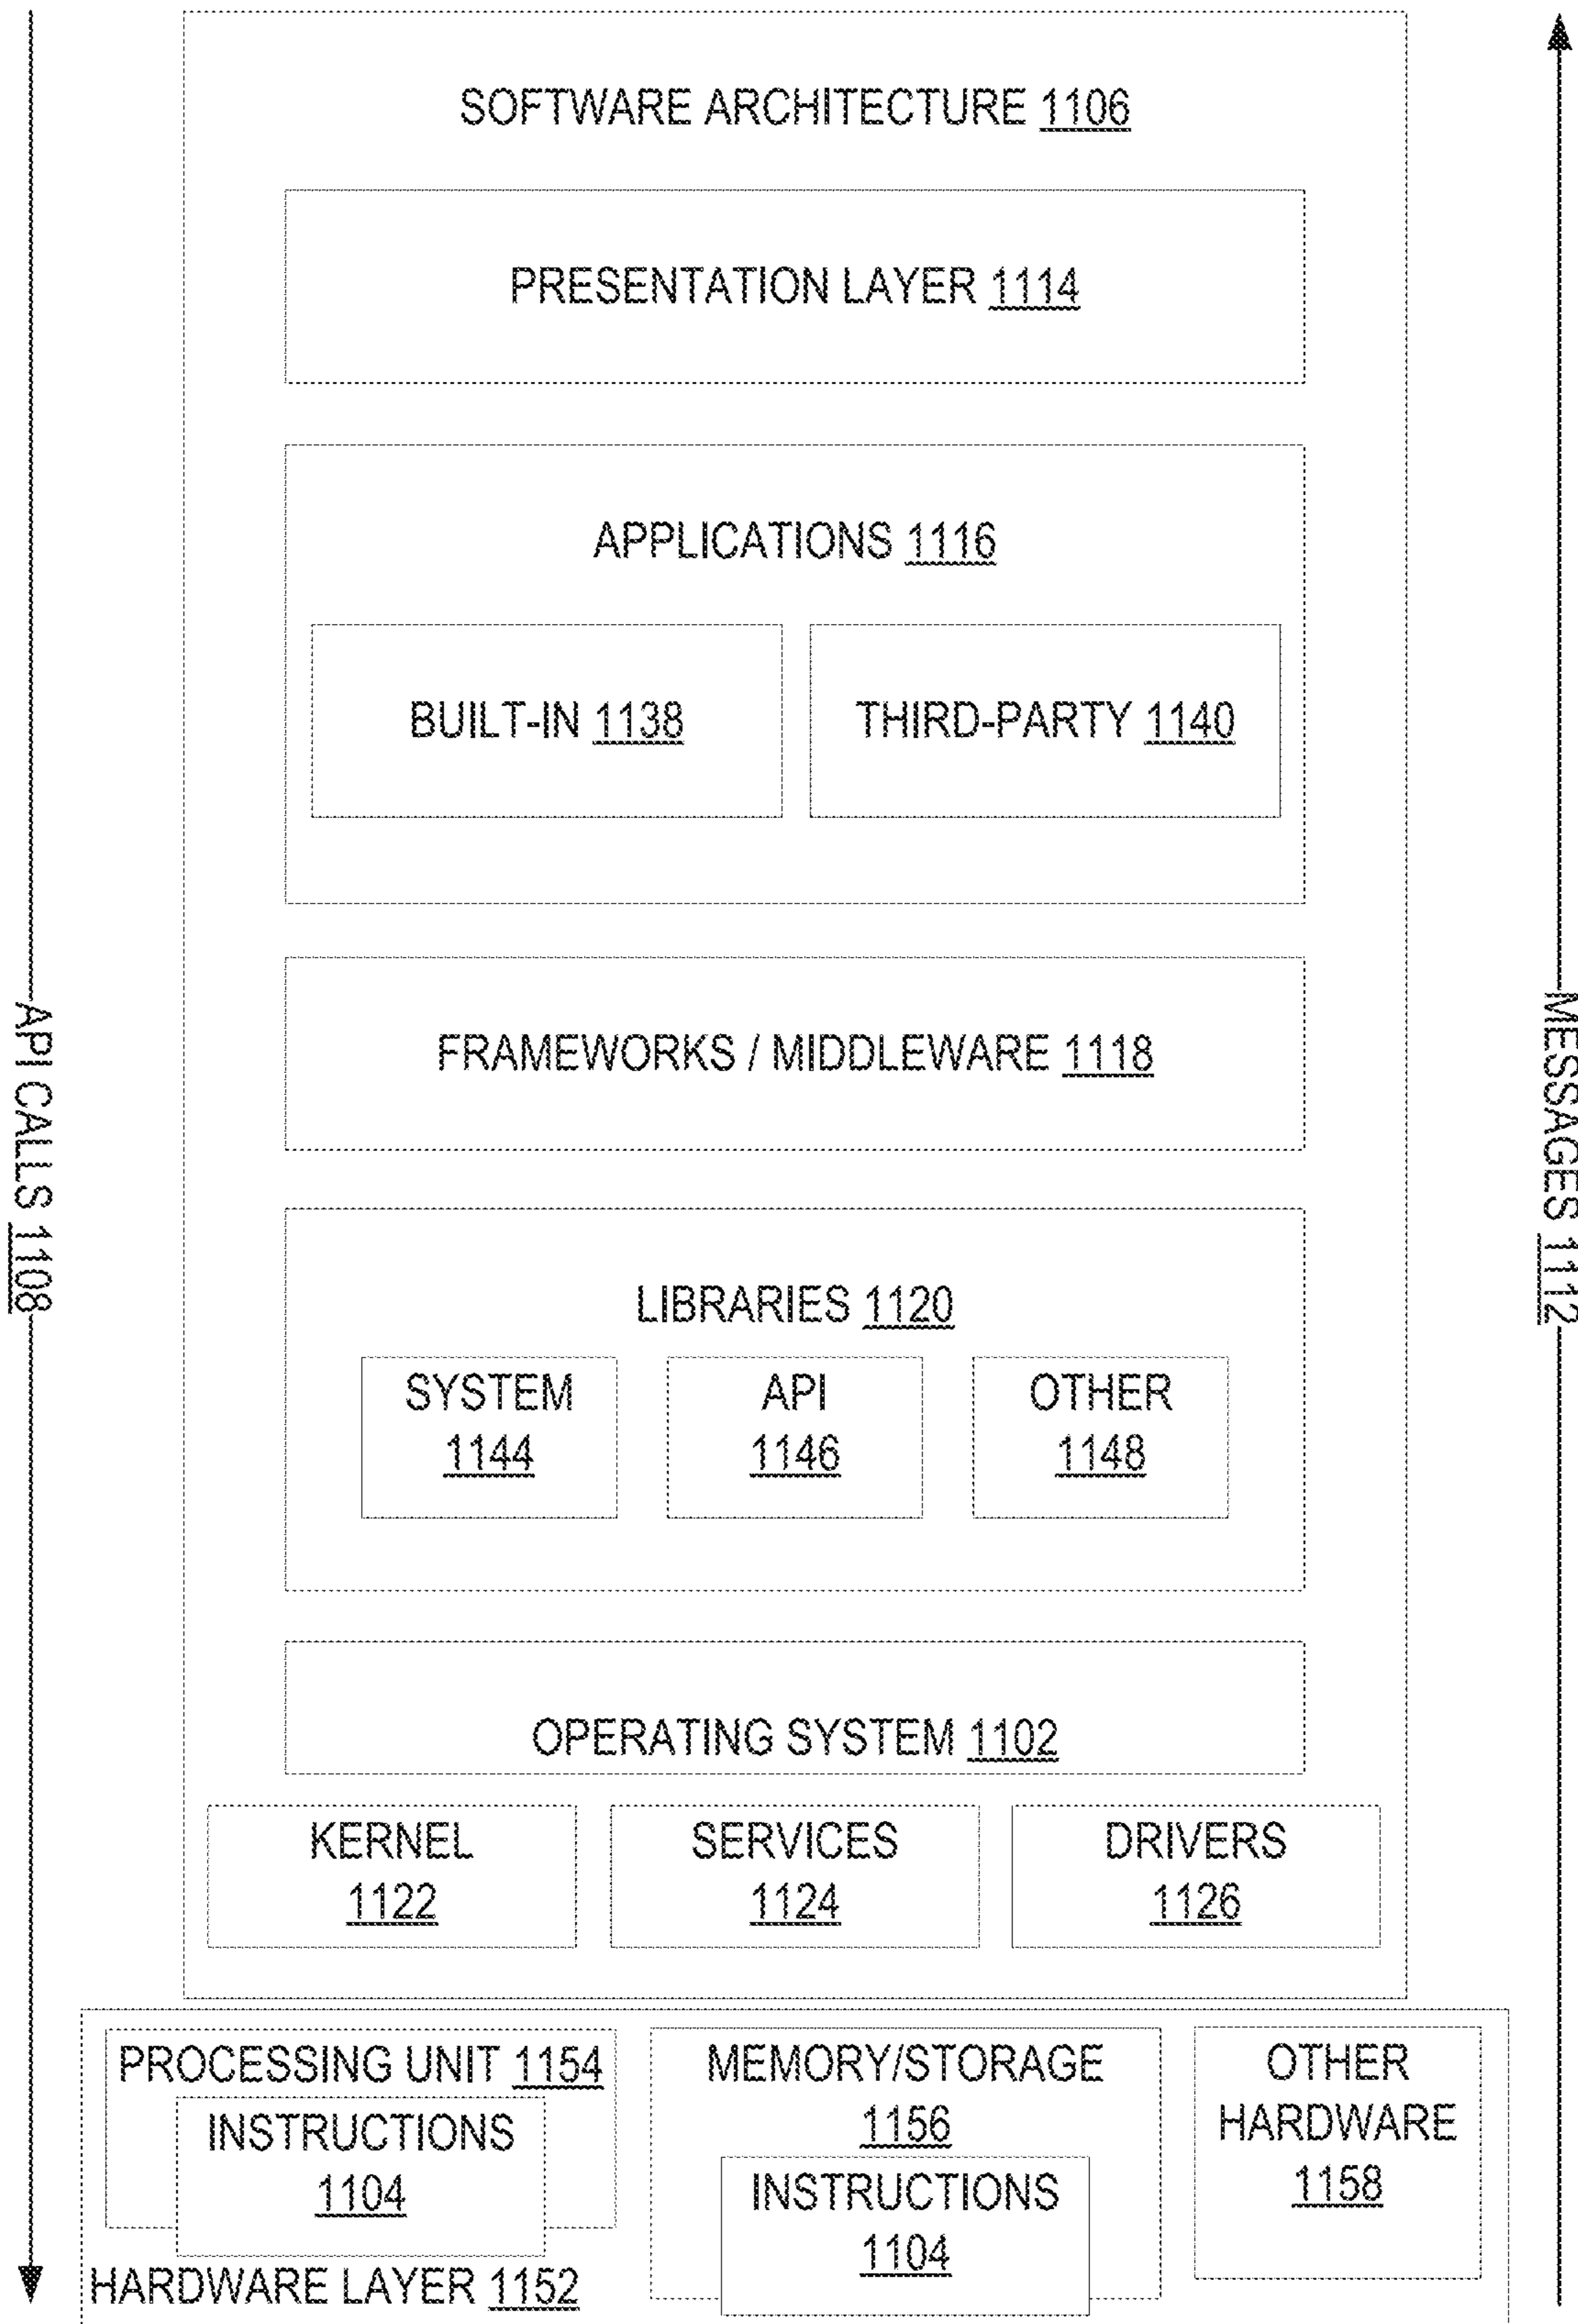 SOFTWARE ARCHITECTURE 1106
PRESENTATION LAYER 1114
APPLICATIONS 1116
BUILT-IN 1138
THIRD-PARTY 1140
FRAMEWORKS / MIDDLEWARE 1118
LIBRARIES 1120
SYSTEM
1144
API
1146
OTHER
1148
OPERATING SYSTEM 1102
KERNEL
1122
SERVICES
1124
DRIVERS
1126
PROCESSING UNIT 1154
INSTRUCTIONS
1104
MEMORY/STORAGE
1156
INSTRUCTIONS
1104
OTHER
HARDWARE
1158
HARDWARE LAYER 1152
API CALLS 1108
MESSAGES 1112